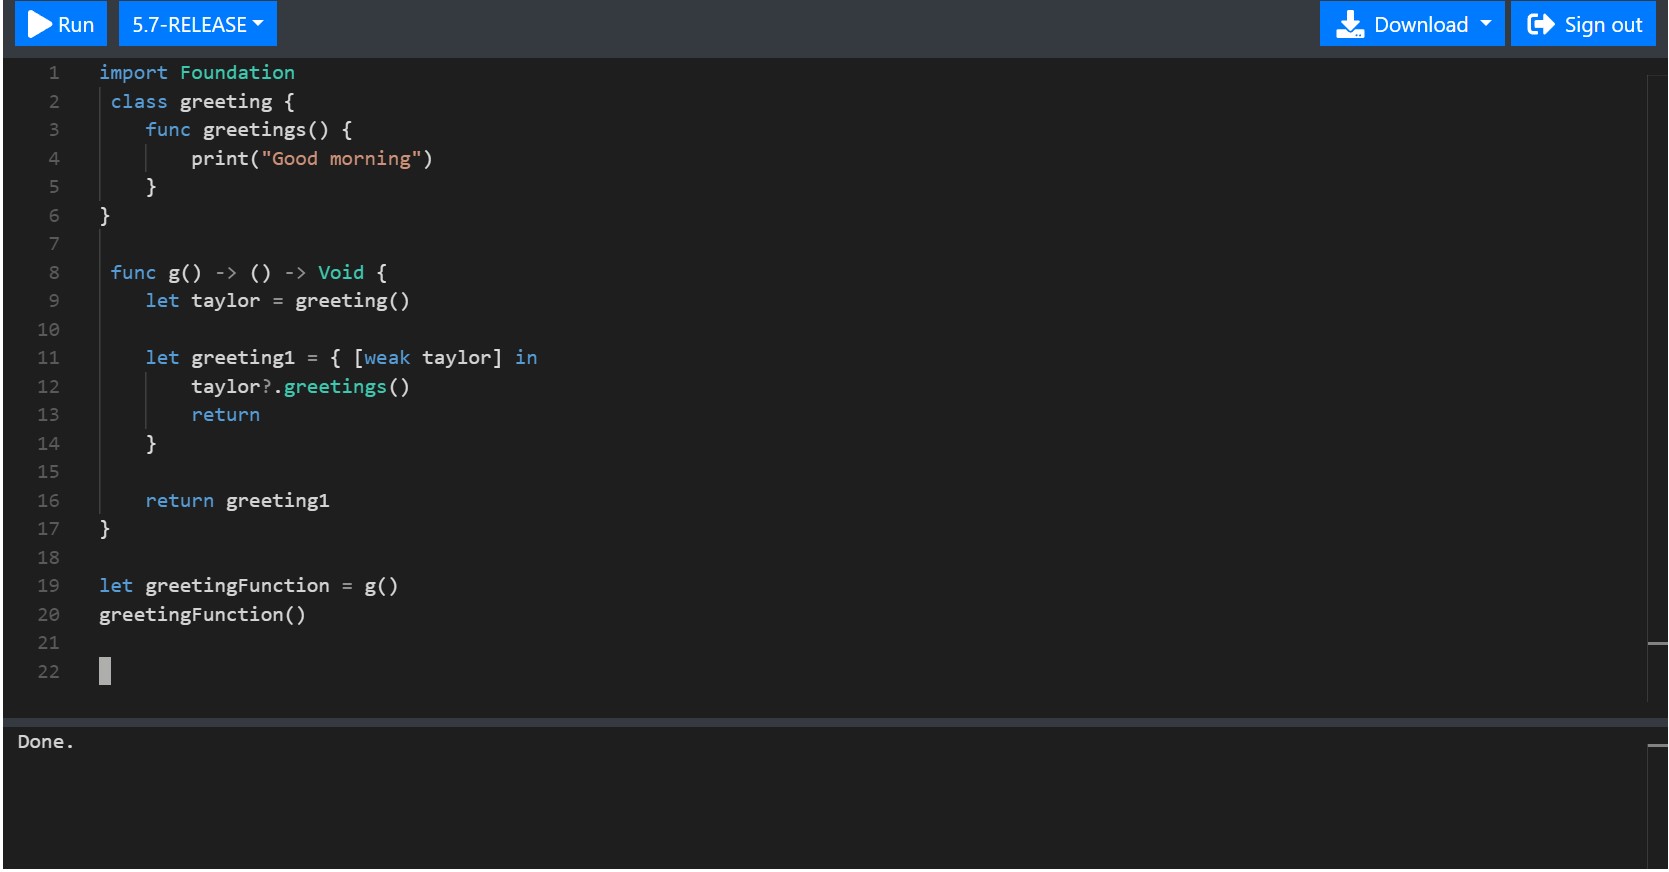 Run 5.7-RELEASE Download Sign out
1 import Foundation
2 class greeting {
3 func greetings() {
4 print("Good morning")
5 }
6 }
7
8 func g() -> () -> Void {
9 let taylor = greeting()
10
11 let greeting1 = { [weak taylor] in
12 taylor?.greetings()
13 return
14 }
15
16 return greeting1
17 }
18
19 let greetingFunction = g()
20 greetingFunction()
21
22
Done.